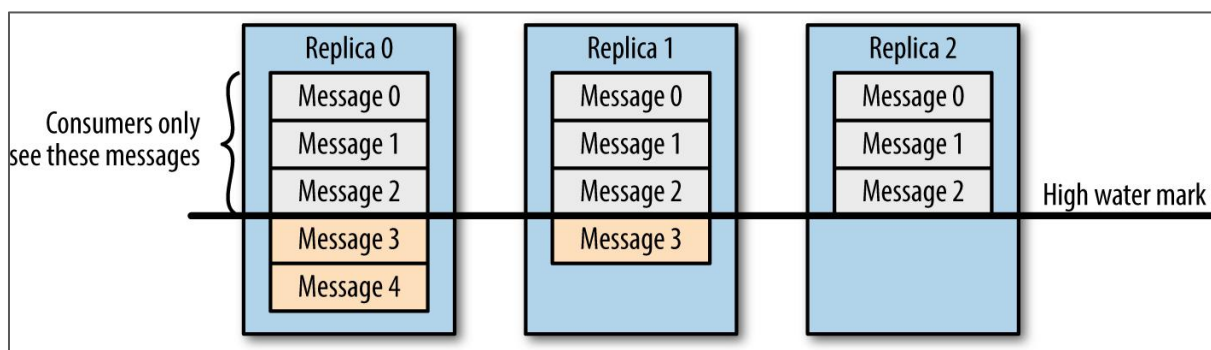 Replica 0
Replica 1
Replica 2
Message 0
Message 0
Message 0
Consumers only
see these messages
Message 1
Message 1
Message 1
Message 2
Message 2
Message 2
High water mark
Message 3
Message 3
Message 4